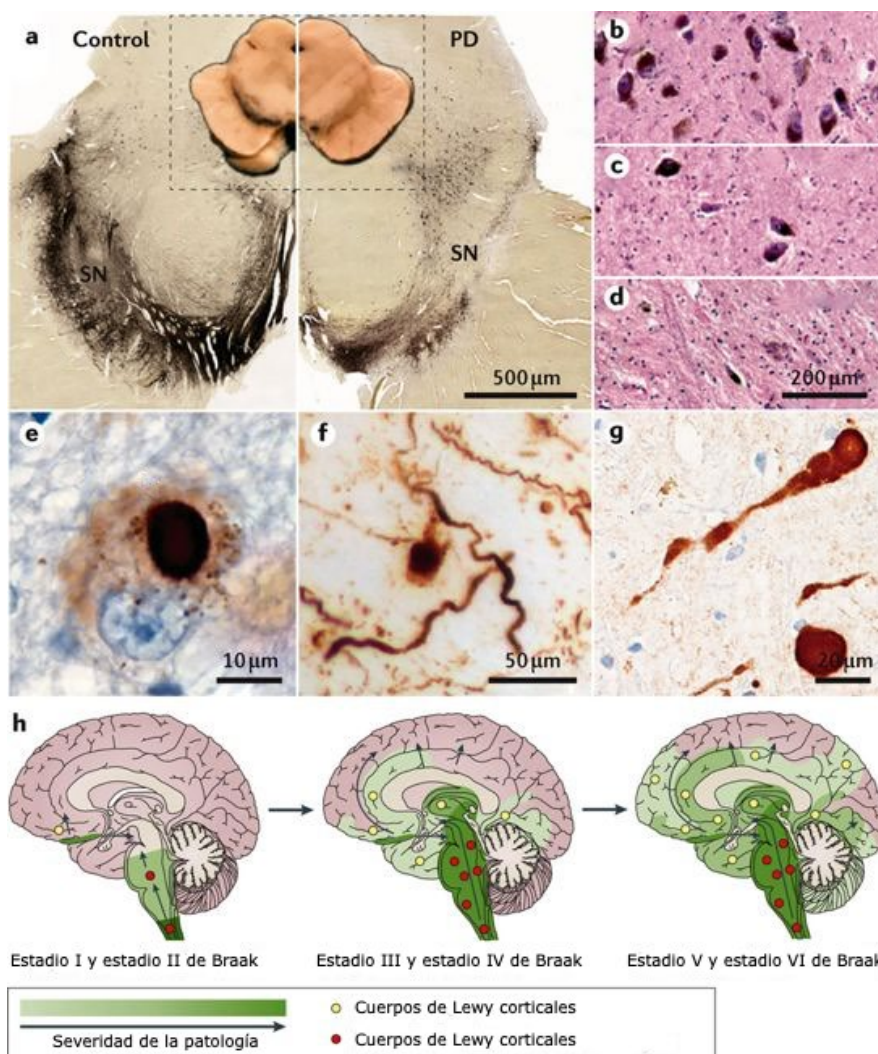 a Control PD
SN
SN
500 µm
b
c
d
200 µm
e
10 µm
f
50 µm
g
20 µm
h
Estadio I y estadio II de Braak
Estadio III y estadio IV de Braak
Estadio V y estadio VI de Braak
Severidad de la patología
Cuerpos de Lewy corticales
Cuerpos de Lewy corticales